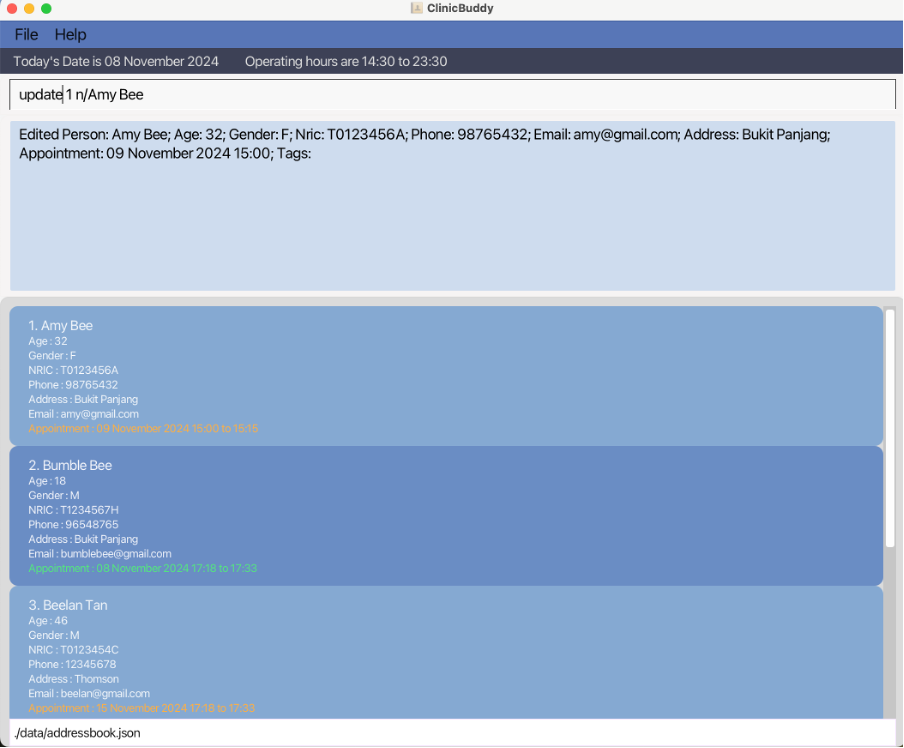 ClinicBuddy
File Help
Today's Date is 08 November 2024 Operating hours are 14:30 to 23:30
update 1 n/Amy Bee
Edited Person: Amy Bee; Age: 32; Gender: F; Nric: T0123456A; Phone: 98765432; Email: amy@gmail.com; Address: Bukit Panjang;
Appointment: 09 November 2024 15:00; Tags:
1. Amy Bee
Age : 32
Gender : F
NRIC : T0123456A
Phone : 98765432
Address : Bukit Panjang
Email : amy@gmail.com
Appointment : 09 November 2024 15:00 to 15:15
2. Bumble Bee
Age : 18
Gender : M
NRIC : T1234567H
Phone : 96548765
Address : Bukit Panjang
Email : bumblebee@gmail.com
Appointment : 08 November 2024 17:18 to 17:33
3. Beelan Tan
Age : 46
Gender : M
NRIC : T0123454C
Phone : 12345678
Address : Thomson
Email : beelan@gmail.com
Appointment : 15 November 2024 17:18 to 17:33
./data/addressbook.json